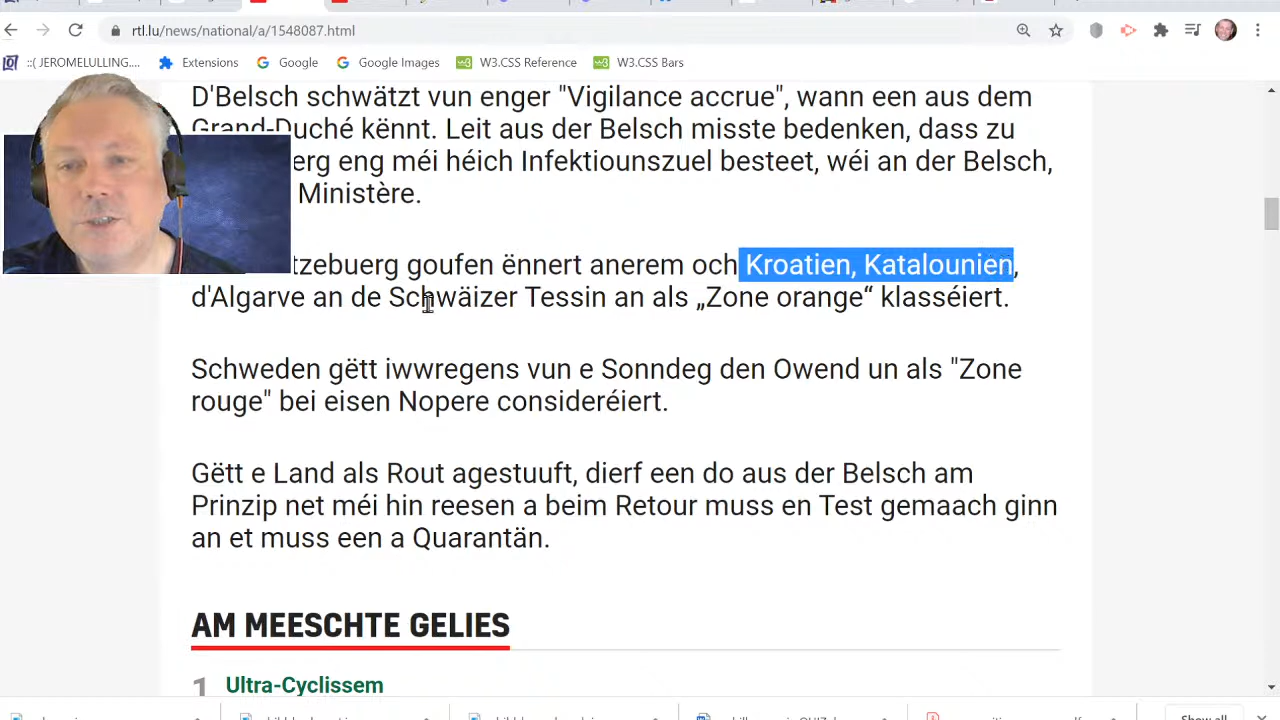 rtl.lu/news/national/a/1548087.html
::( JEROMELULLING.... Extensions Google Google Images W3.CSS Reference W3.CSS Bars
D'Belsch schwätzt vun enger "Vigilance accrue", wann een aus dem
Grand-Duché kënnt. Leit aus der Belsch misste bedenken, dass zu
erg eng méi héich Infektiounszuel besteet, wéi an der Belsch,
Ministère.
tzebuerg goufen ënnert anerem och Kroatien, Katalounien,
d'Algarve an de Schwäizer Tessin an als „Zone orange“ klasséiert.
Schweden gëtt iwwregens vun e Sonndeg den Owend un als "Zone
rouge" bei eisen Nopere consideréiert.
Gëtt e Land als Rout agestuuft, dierf een do aus der Belsch am
Prinzip net méi hin reesen a beim Retour muss en Test gemaach ginn
an et muss een a Quarantän.
AM MEESCHTE GELIES
1 Ultra-Cyclissem
Show all